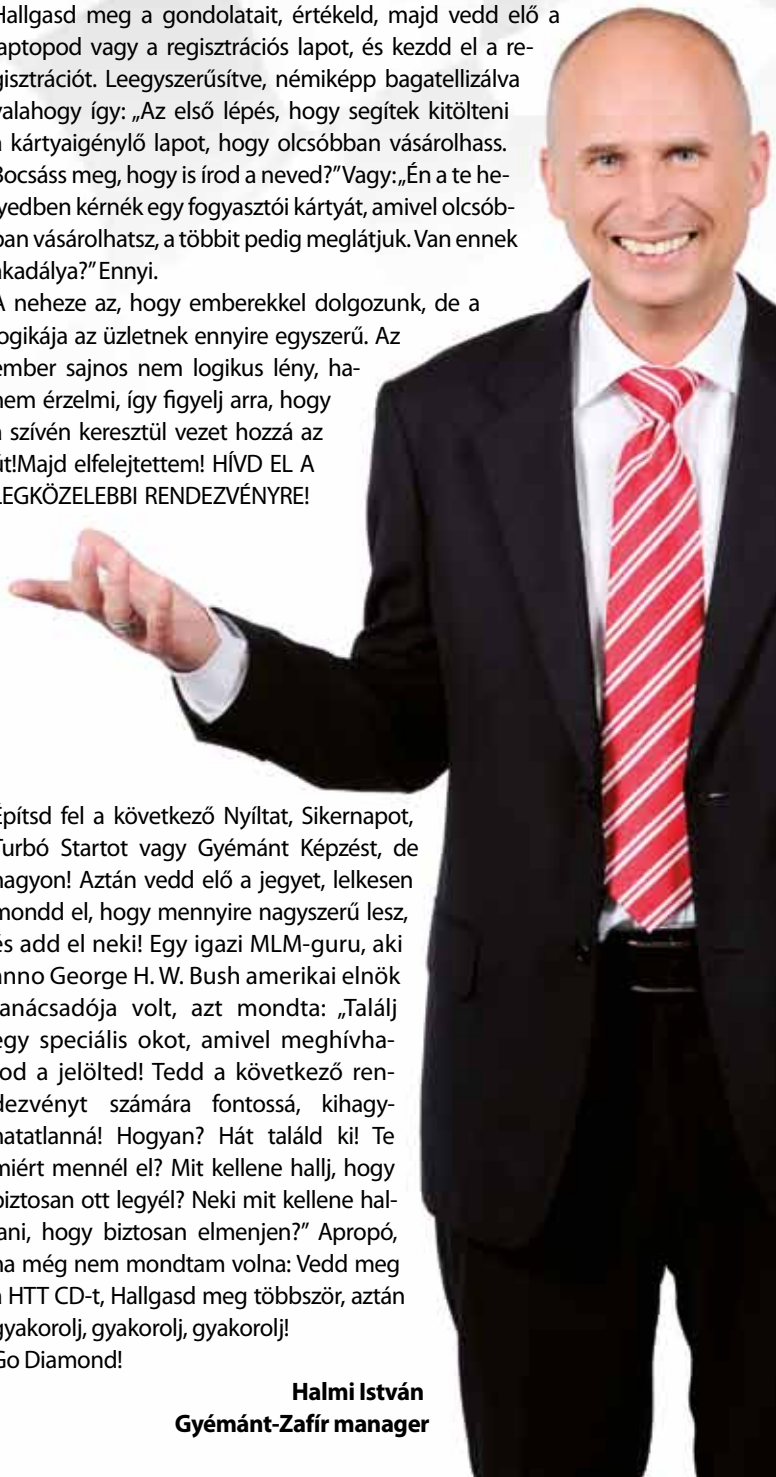 Hallgasd meg a gondolatait, értékeld, majd vedd elő a
laptopod vagy a regisztrációs lapot, és kezdd el a re-
gisztrációt. Leegyszerűsítve, némiképp bagatellizálva
valahogy így: „Az első lépés, hogy segítek kitölteni
a kártyaigénylő lapot, hogy olcsóbban vásárolhass.
Bocsáss meg, hogy is írod a neved?” Vagy: „Én a te he-
lyedben kérnék egy fogyasztói kártyát, amivel olcsób-
ban vásárolhatsz, a többit pedig meglátjuk. Van ennek
akadálya?” Ennyi.
A neheze az, hogy emberekkel dolgozunk, de a
logikája az üzletnek ennyire egyszerű. Az
ember sajnos nem logikus lény, ha-
nem érzelmi, így figyelj arra, hogy
a szívén keresztül vezet hozzá az
út!Majd elfelejtettem! HÍVD EL A
LEGKÖZELEBBI RENDEZVÉNYRE!
Építsd fel a következő Nyíltat, Sikernapot,
Turbó Startot vagy Gyémánt Képzést, de
nagyon! Aztán vedd elő a jegyet, lelkesen
mondd el, hogy mennyire nagyszerű lesz,
és add el neki! Egy igazi MLM-guru, aki
anno George H. W. Bush amerikai elnök
tanácsadója volt, azt mondta: „Találj
egy speciális okot, amivel meghívha-
tod a jelölted! Tedd a következő ren-
dezvényt számára fontossá, kihagy-
hatatlanná! Hogyan? Hát találd ki! Te
miért mennél el? Mit kellene hallj, hogy
biztosan ott legyél? Neki mit kellene hal-
lani, hogy biztosan elmenjen?” Apropó,
ha még nem mondtam volna: Vedd meg
a HTT CD-t, Hallgasd meg többször, aztán
gyakorolj, gyakorolj, gyakorolj!
Go Diamond!
Halmi István
Gyémánt-Zafír manager